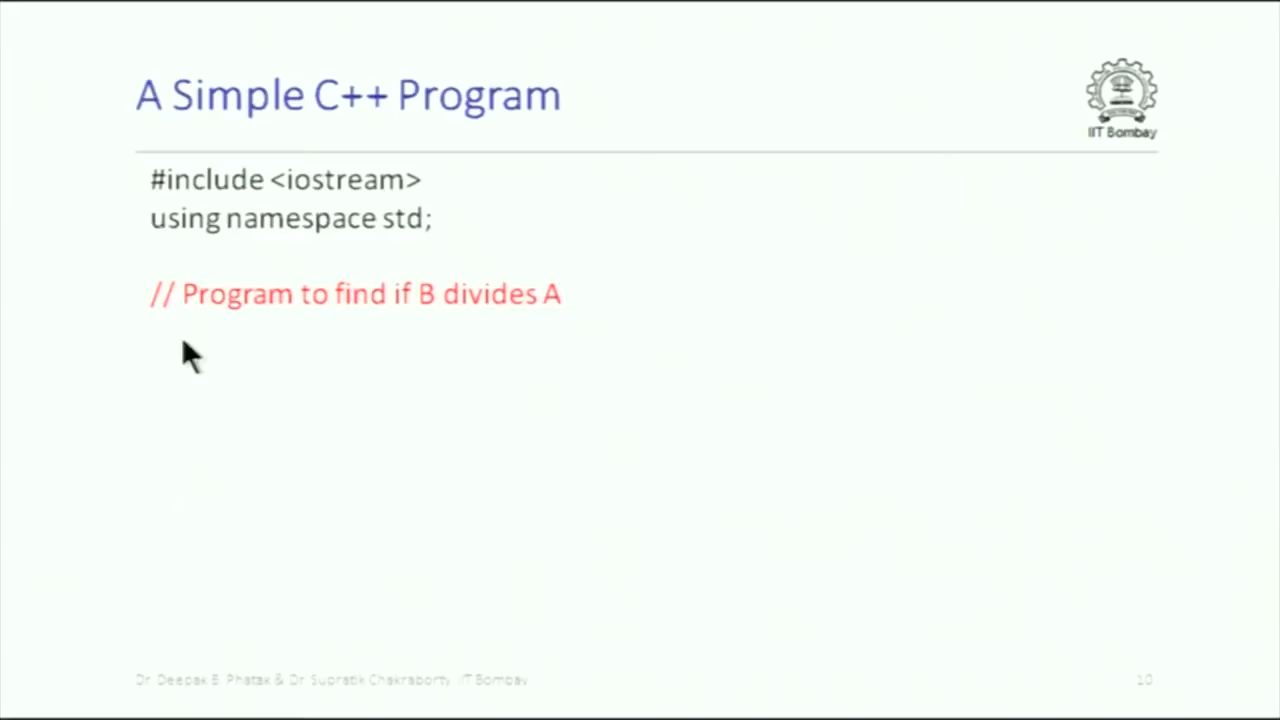 A Simple C++ Program
IIT Bombay
#include <iostream>
using namespace std;
// Program to find if B divides A
Dr Deepak B Phatak & Dr Supratik Chakraborty, IIT Bombay
10